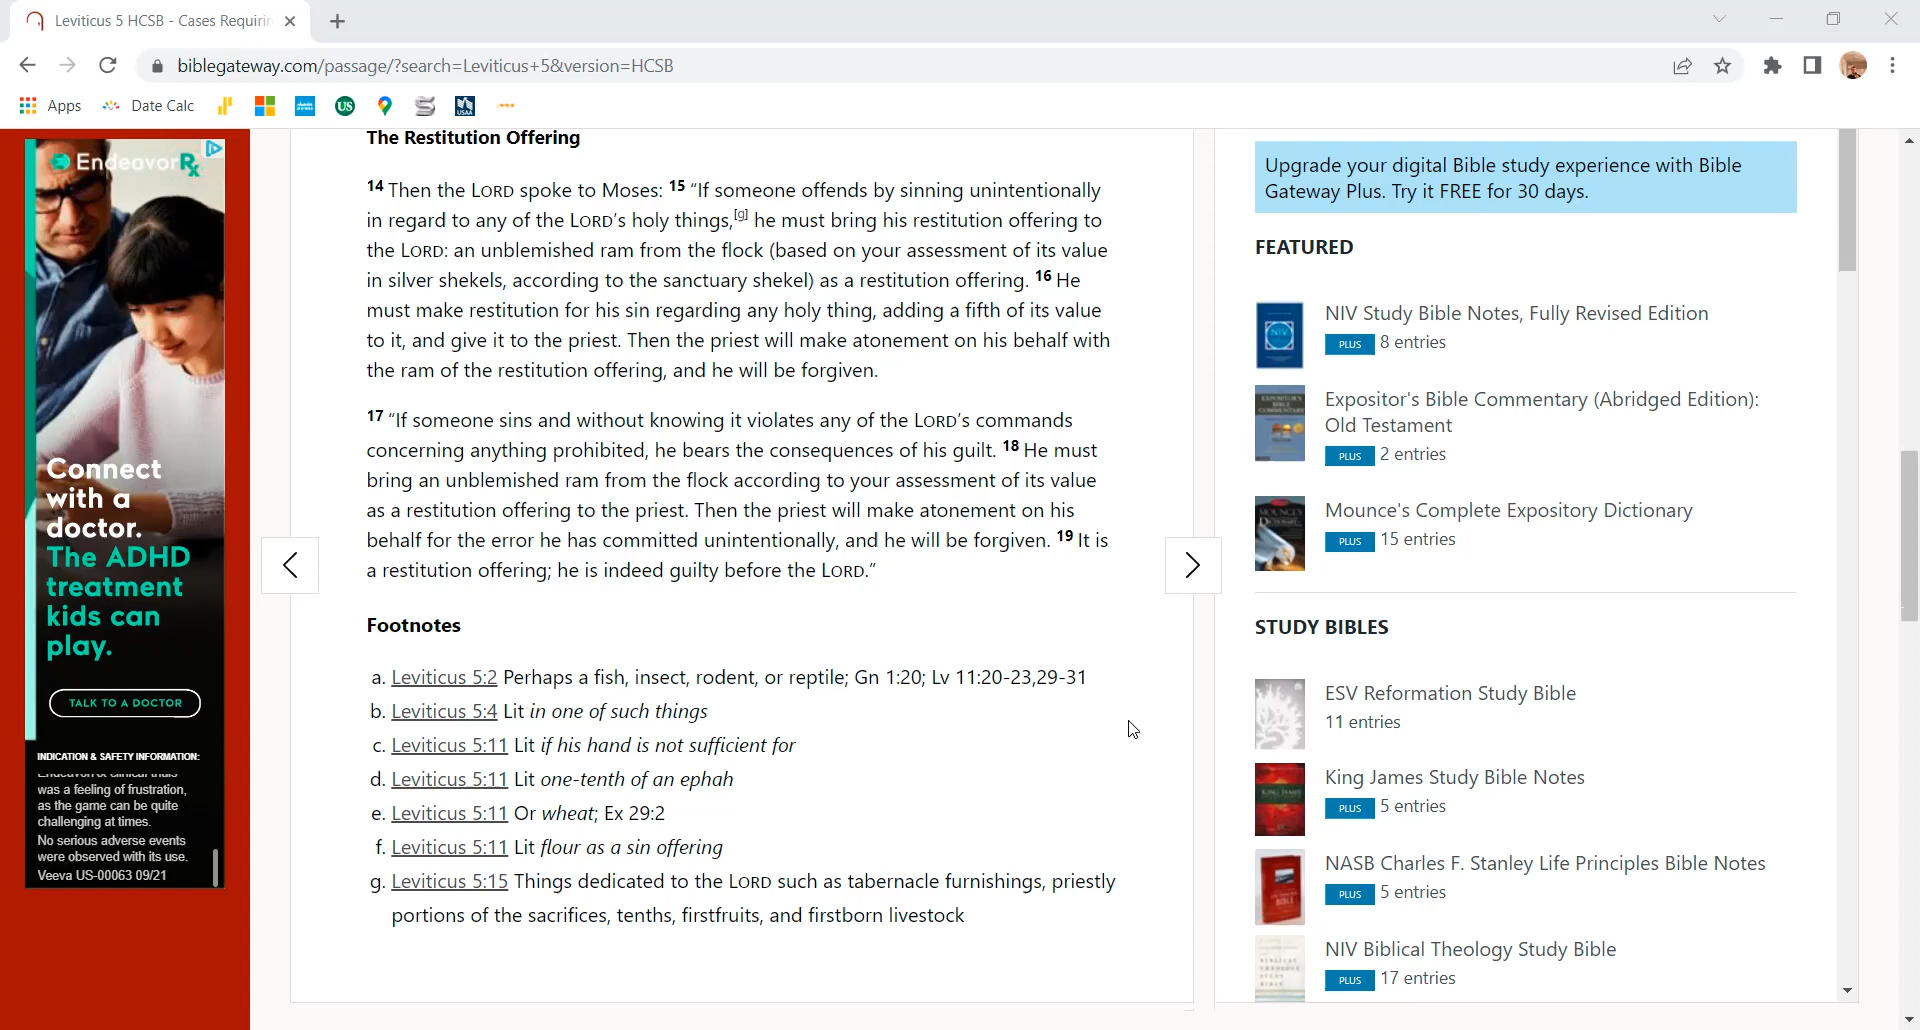 Leviticus 5 HCSB - Cases Requirin
biblegateway.com/passage/?search=Leviticus+5&version=HCSB
Apps
Date Calc
US
USAA
EndeavorRx
Connect
with a
doctor.
The ADHD
treatment
kids can
play.
TALK TO A DOCTOR
INDICATION & SAFETY INFORMATION:
was a feeling of frustration,
as the game can be quite
challenging at times.
No serious adverse events
were observed with its use.
Veeva US-00063 09/21
The Restitution Offering
14 Then the LORD spoke to Moses: 15 “If someone offends by sinning unintentionally
in regard to any of the LORD’s holy things,[g] he must bring his restitution offering to
the LORD: an unblemished ram from the flock (based on your assessment of its value
in silver shekels, according to the sanctuary shekel) as a restitution offering. 16 He
must make restitution for his sin regarding any holy thing, adding a fifth of its value
to it, and give it to the priest. Then the priest will make atonement on his behalf with
the ram of the restitution offering, and he will be forgiven.
17 “If someone sins and without knowing it violates any of the LORD’s commands
concerning anything prohibited, he bears the consequences of his guilt. 18 He must
bring an unblemished ram from the flock according to your assessment of its value
as a restitution offering to the priest. Then the priest will make atonement on his
behalf for the error he has committed unintentionally, and he will be forgiven. 19 It is
a restitution offering; he is indeed guilty before the LORD.”
Footnotes
a. Leviticus 5:2 Perhaps a fish, insect, rodent, or reptile; Gn 1:20; Lv 11:20-23,29-31
b. Leviticus 5:4 Lit in one of such things
c. Leviticus 5:11 Lit if his hand is not sufficient for
d. Leviticus 5:11 Lit one-tenth of an ephah
e. Leviticus 5:11 Or wheat; Ex 29:2
f. Leviticus 5:11 Lit flour as a sin offering
g. Leviticus 5:15 Things dedicated to the LORD such as tabernacle furnishings, priestly
portions of the sacrifices, tenths, firstfruits, and firstborn livestock
Upgrade your digital Bible study experience with Bible
Gateway Plus. Try it FREE for 30 days.
FEATURED
NIV
NIV Study Bible Notes, Fully Revised Edition
PLUS 8 entries
Expositor's Bible Commentary (Abridged Edition):
Old Testament
PLUS 2 entries
Mounce's Complete Expository Dictionary
PLUS 15 entries
STUDY BIBLES
ESV Reformation Study Bible
11 entries
King James Study Bible Notes
PLUS 5 entries
NASB Charles F. Stanley Life Principles Bible Notes
PLUS 5 entries
NIV Biblical Theology Study Bible
PLUS 17 entries